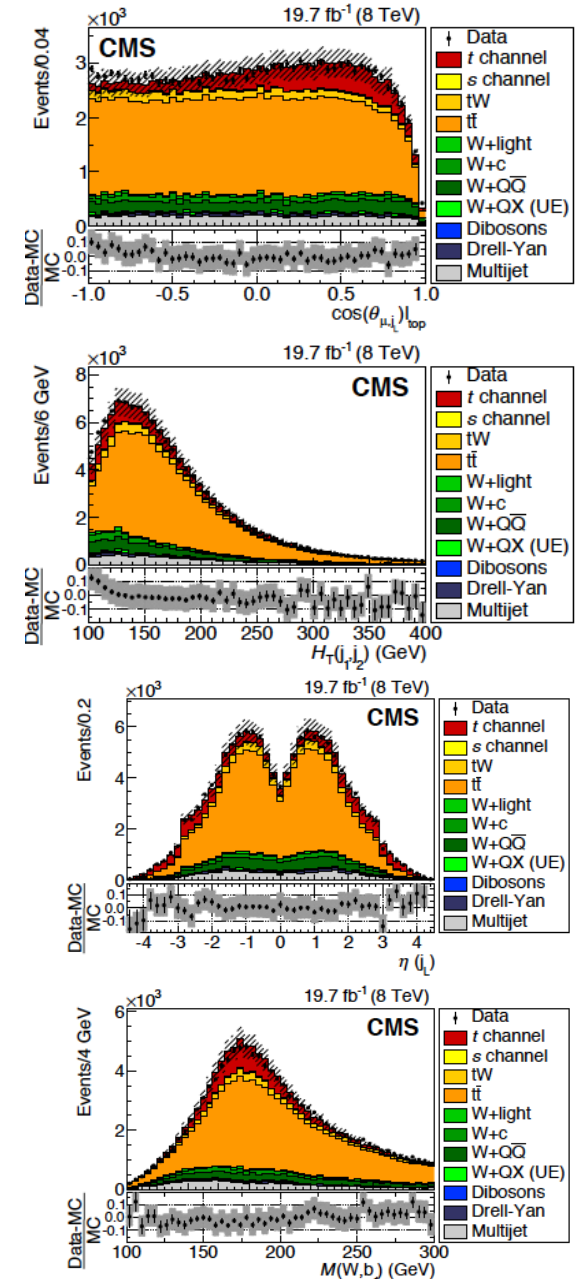 ×10³ 19.7 fb⁻¹ (8 TeV)
CMS
Events/0.04
3
2
1
0
Data
t channel
s channel
tW
tt̄
W+light
W+c
W+QQ̅
W+QX (UE)
Dibosons
Drell-Yan
Multijet
Data-MC
MC
0.1
0.0
-0.1
-1.0 -0.5 0.0 0.5 1.0
cos(θμ,jL)|top
×10³ 19.7 fb⁻¹ (8 TeV)
CMS
Events/6 GeV
8
6
4
2
0
Data
t channel
s channel
tW
tt̄
W+light
W+c
W+QQ̅
W+QX (UE)
Dibosons
Drell-Yan
Multijet
Data-MC
MC
0.1
0.0
-0.1
100 150 200 250 300 350 400
HT(j1,j2) (GeV)
×10³ 19.7 fb⁻¹ (8 TeV)
CMS
Events/0.2
6
4
2
0
Data
t channel
s channel
tW
tt̄
W+light
W+c
W+QQ̅
W+QX (UE)
Dibosons
Drell-Yan
Multijet
Data-MC
MC
0.1
0.0
-0.1
-4 -3 -2 -1 0 1 2 3 4
η (jL)
×10³ 19.7 fb⁻¹ (8 TeV)
CMS
Events/4 GeV
6
4
2
0
Data
t channel
s channel
tW
tt̄
W+light
W+c
W+QQ̅
W+QX (UE)
Dibosons
Drell-Yan
Multijet
Data-MC
MC
0.1
0.0
-0.1
100 150 200 250 300
M(W,b) (GeV)